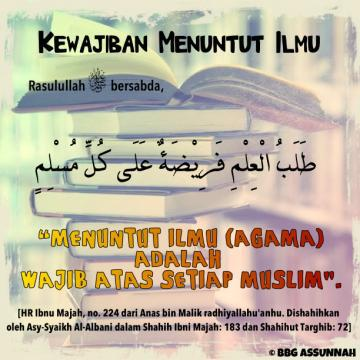 Kewajiban Menuntut Ilmu
Rasulullah ﷺ bersabda,
طَلَبُ الْعِلْمِ فَرِيْضَةٌ عَلَى كُلِّ مُسْلِمٍ
"MENUNTUT ILMU (AGAMA)
ADALAH
WAJIB ATAS SETIAP MUSLIM".
[HR Ibnu Majah, no. 224 dari Anas bin Malik radhiyallahu'anhu. Dishahihkan
oleh Asy-Syaikh Al-Albani dalam Shahih Ibni Majah: 183 dan Shahihut Targhib: 72]
© BBG ASSUNNAH